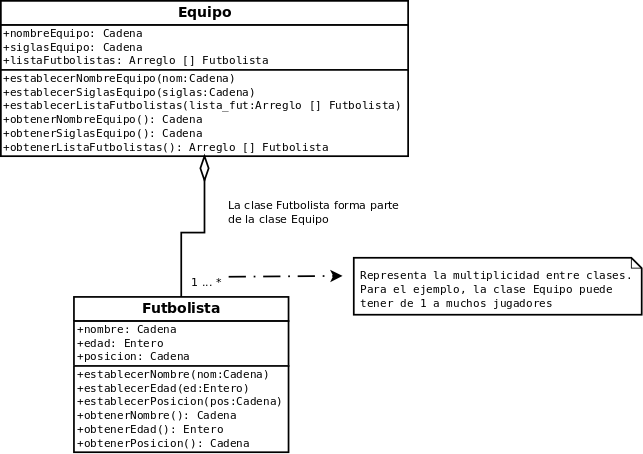 Equipo
+nombreEquipo: Cadena
+siglasEquipo: Cadena
+listaFutbolistas: Arreglo [] Futbolista
+establecerNombreEquipo(nom:Cadena)
+establecerSiglasEquipo(siglas:Cadena)
+establecerListaFutbolistas(lista_fut:Arreglo [] Futbolista)
+obtenerNombreEquipo(): Cadena
+obtenerSiglasEquipo(): Cadena
+obtenerListaFutbolistas(): Arreglo [] Futbolista
La clase Futbolista forma parte
de la clase Equipo
1 ... *
Representa la multiplicidad entre clases.
Para el ejemplo, la clase Equipo puede
tener de 1 a muchos jugadores
Futbolista
+nombre: Cadena
+edad: Entero
+posicion: Cadena
+establecerNombre(nom:Cadena)
+establecerEdad(ed:Entero)
+establecerPosicion(pos:Cadena)
+obtenerNombre(): Cadena
+obtenerEdad(): Entero
+obtenerPosicion(): Cadena